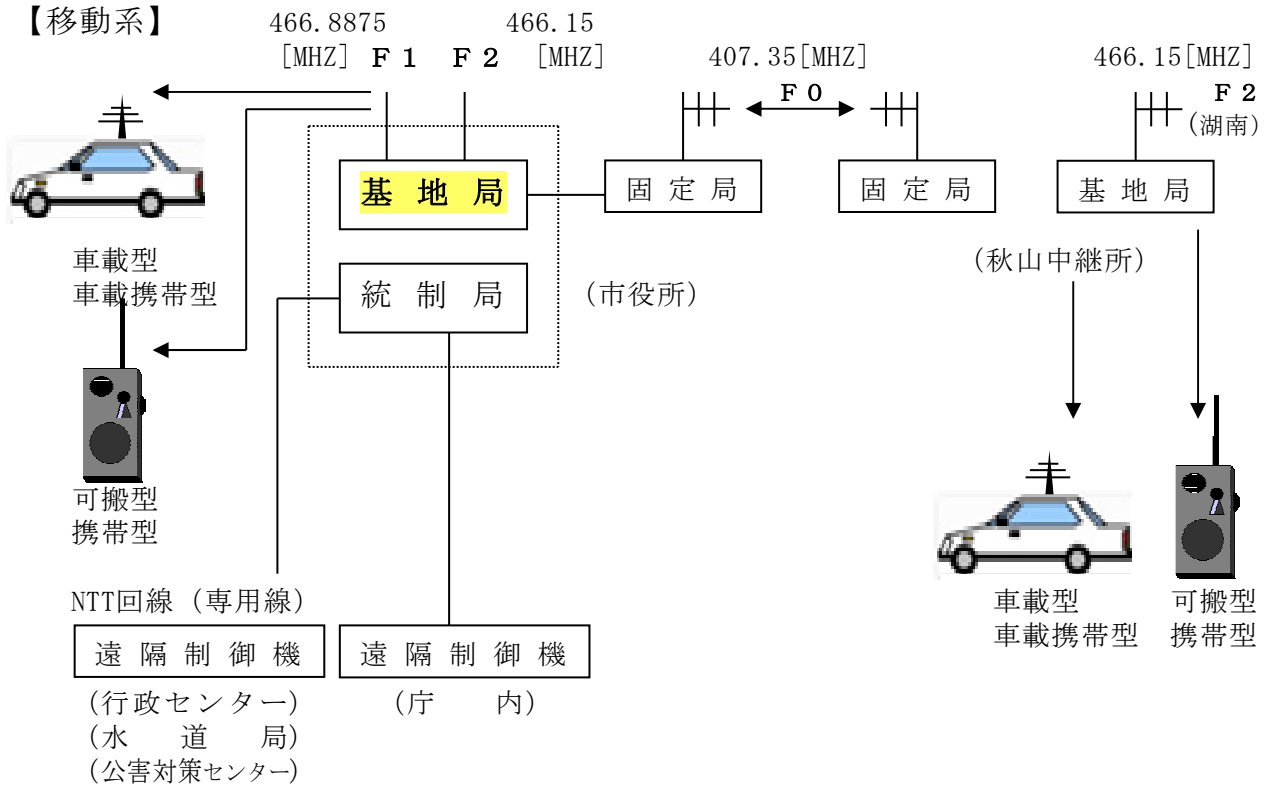 【移動系】
466.8875
466.15
[MHZ] Ｆ１ Ｆ２ [MHZ]
407.35[MHZ]
466.15[MHZ]
Ｆ０
Ｆ２
(湖南)
基 地 局
固 定 局
固 定 局
基 地 局
車載型
車載携帯型
統 制 局
(市役所)
(秋山中継所)
可搬型
携帯型
NTT回線（専用線）
車載型
車載携帯型
可搬型
携帯型
遠 隔 制 御 機
遠 隔 制 御 機
(行政センター)
(水 道 局)
(公害対策センター)
(庁 内)